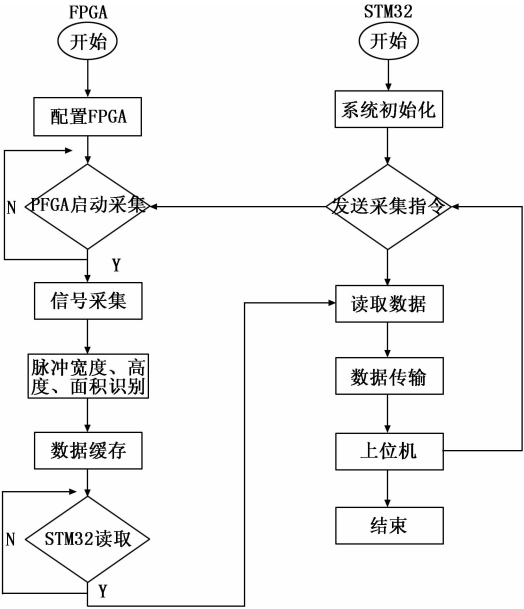 FPGA
开始
配置FPGA
PFGA启动采集
N
Y
信号采集
脉冲宽度、高
度、面积识别
数据缓存
STM32读取
N
Y
STM32
开始
系统初始化
发送采集指令
读取数据
数据传输
上位机
结束